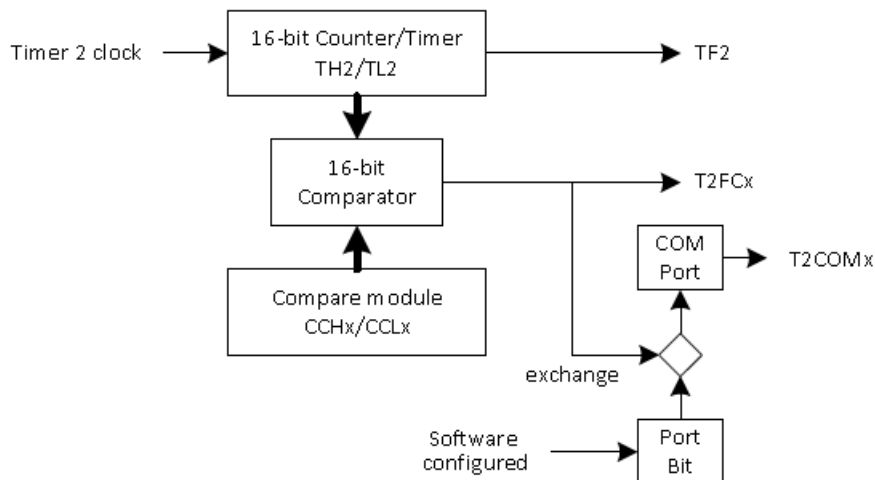 Timer 2 clock
16-bit Counter/Timer
TH2/TL2
TF2
16-bit
Comparator
T2FCx
COM
Port
T2COMx
Compare module
CCHx/CCLx
exchange
Software
configured
Port
Bit